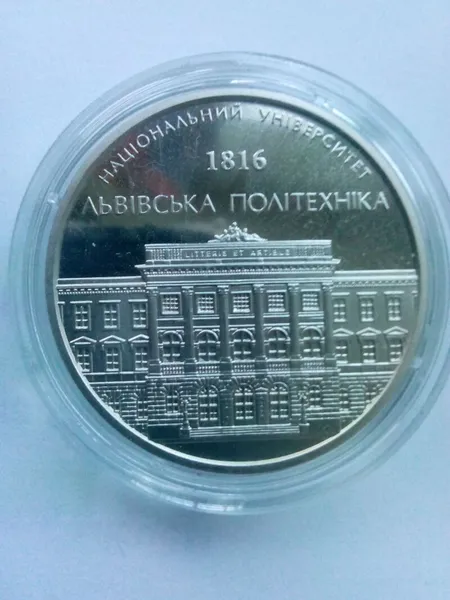 НАЦІОНАЛЬНИЙ УНІВЕРСИТЕТ
1816
ЛЬВІВСЬКА ПОЛІТЕХНІКА
LITTERIS ET ARTIBUS